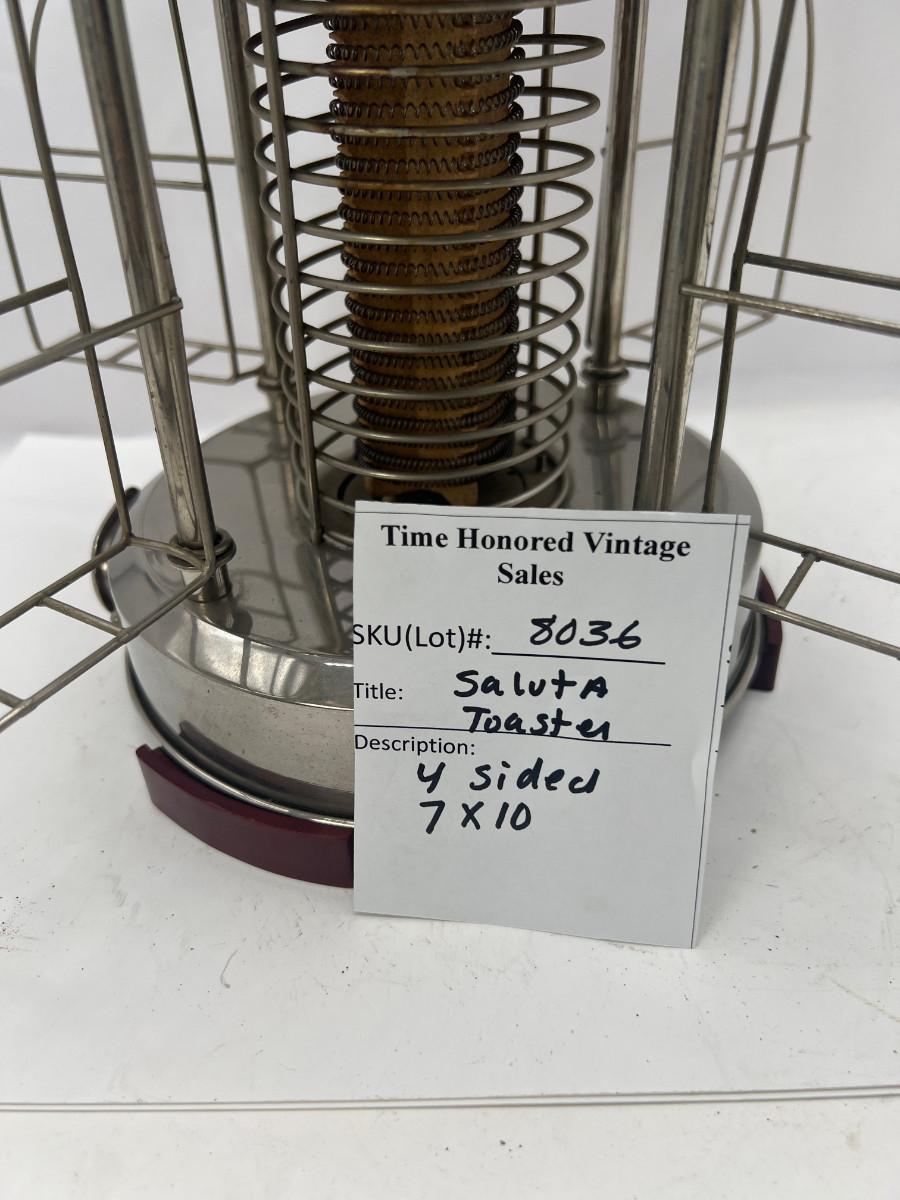 Time Honored Vintage
Sales
SKU(Lot)#: 8036
Title: Saluta
Toaster
Description:
4 sided
7 X 10